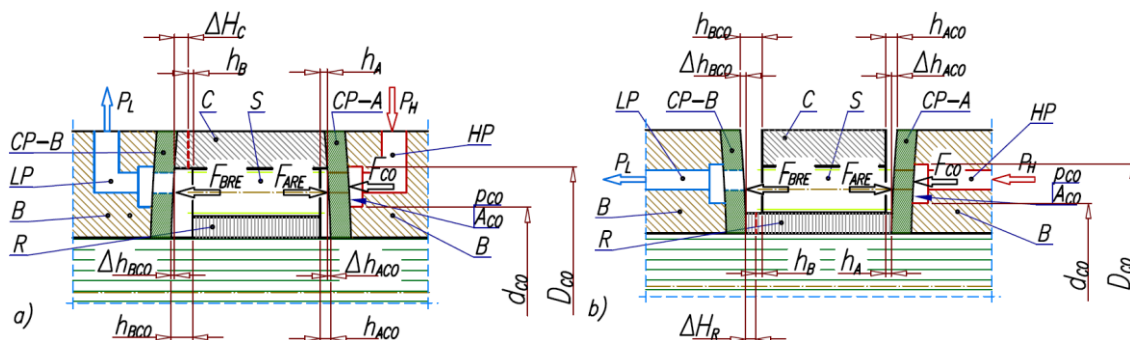 ΔH_C
h_B
h_A
P_L
C
S
CP-A
P_H
CP-B
HP
LP
F_BRE
F_ARE
F_CO
B
p_CO
A_CO
R
B
Δh_BCO
Δh_ACO
d_CO
D_CO
a)
h_BCO
h_ACO
h_BCO
h_ACO
Δh_BCO
Δh_ACO
LP
CP-B
C
S
CP-A
HP
P_L
F_BRE
F_ARE
F_CO
P_H
p_CO
A_CO
B
R
B
h_B
h_A
d_CO
D_CO
b)
ΔH_R